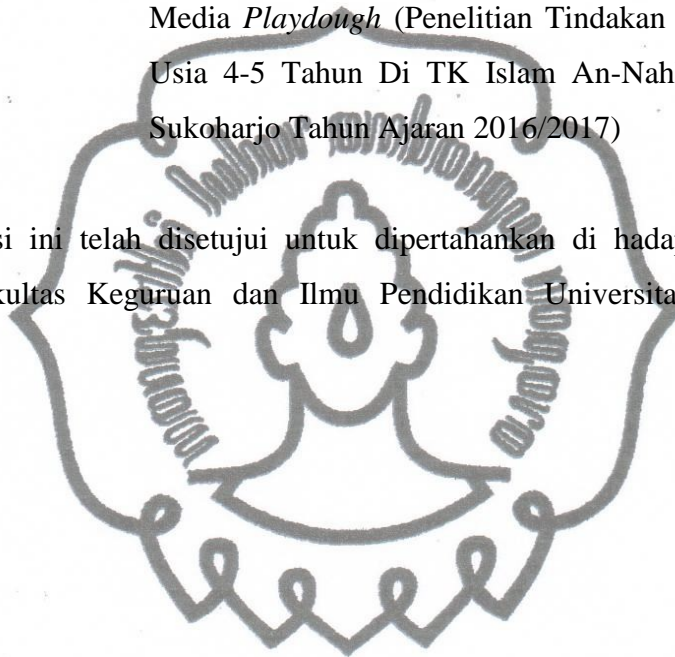 Media Playdough (Penelitian Tindakan
Usia 4-5 Tahun Di TK Islam An-Nah
Sukoharjo Tahun Ajaran 2016/2017)
si ini telah disetujui untuk dipertahankan di hadap
kultas Keguruan dan Ilmu Pendidikan Universita